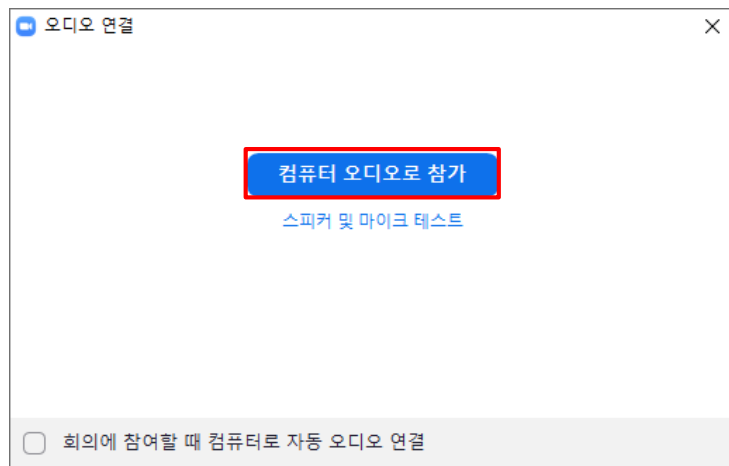 오디오 연결
컴퓨터 오디오로 참가
스피커 및 마이크 테스트
회의에 참여할 때 컴퓨터로 자동 오디오 연결